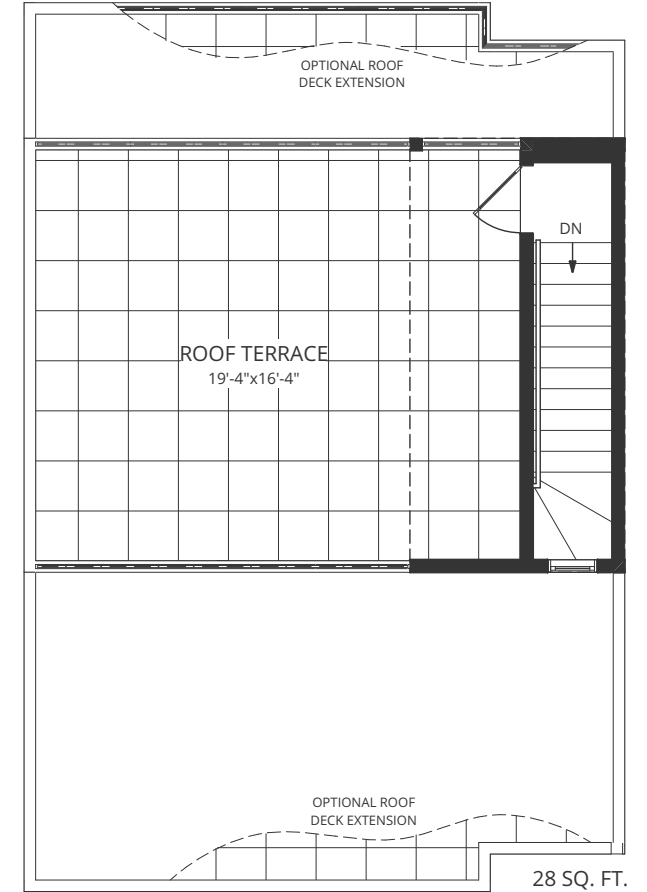 OPTIONAL ROOF
DECK EXTENSION
DN
ROOF TERRACE
19'-4"x16'-4"
OPTIONAL ROOF
DECK EXTENSION
28 SQ. FT.